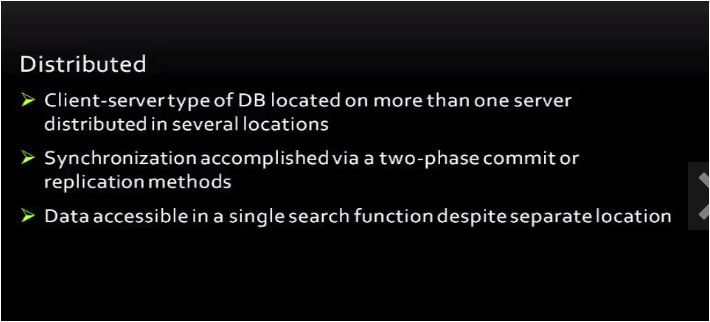 Distributed
Client-server type of DB located on more than one server
distributed in several locations
Synchronization accomplished via a two-phase commit or
replication methods
Data accessible in a single search function despite separate location